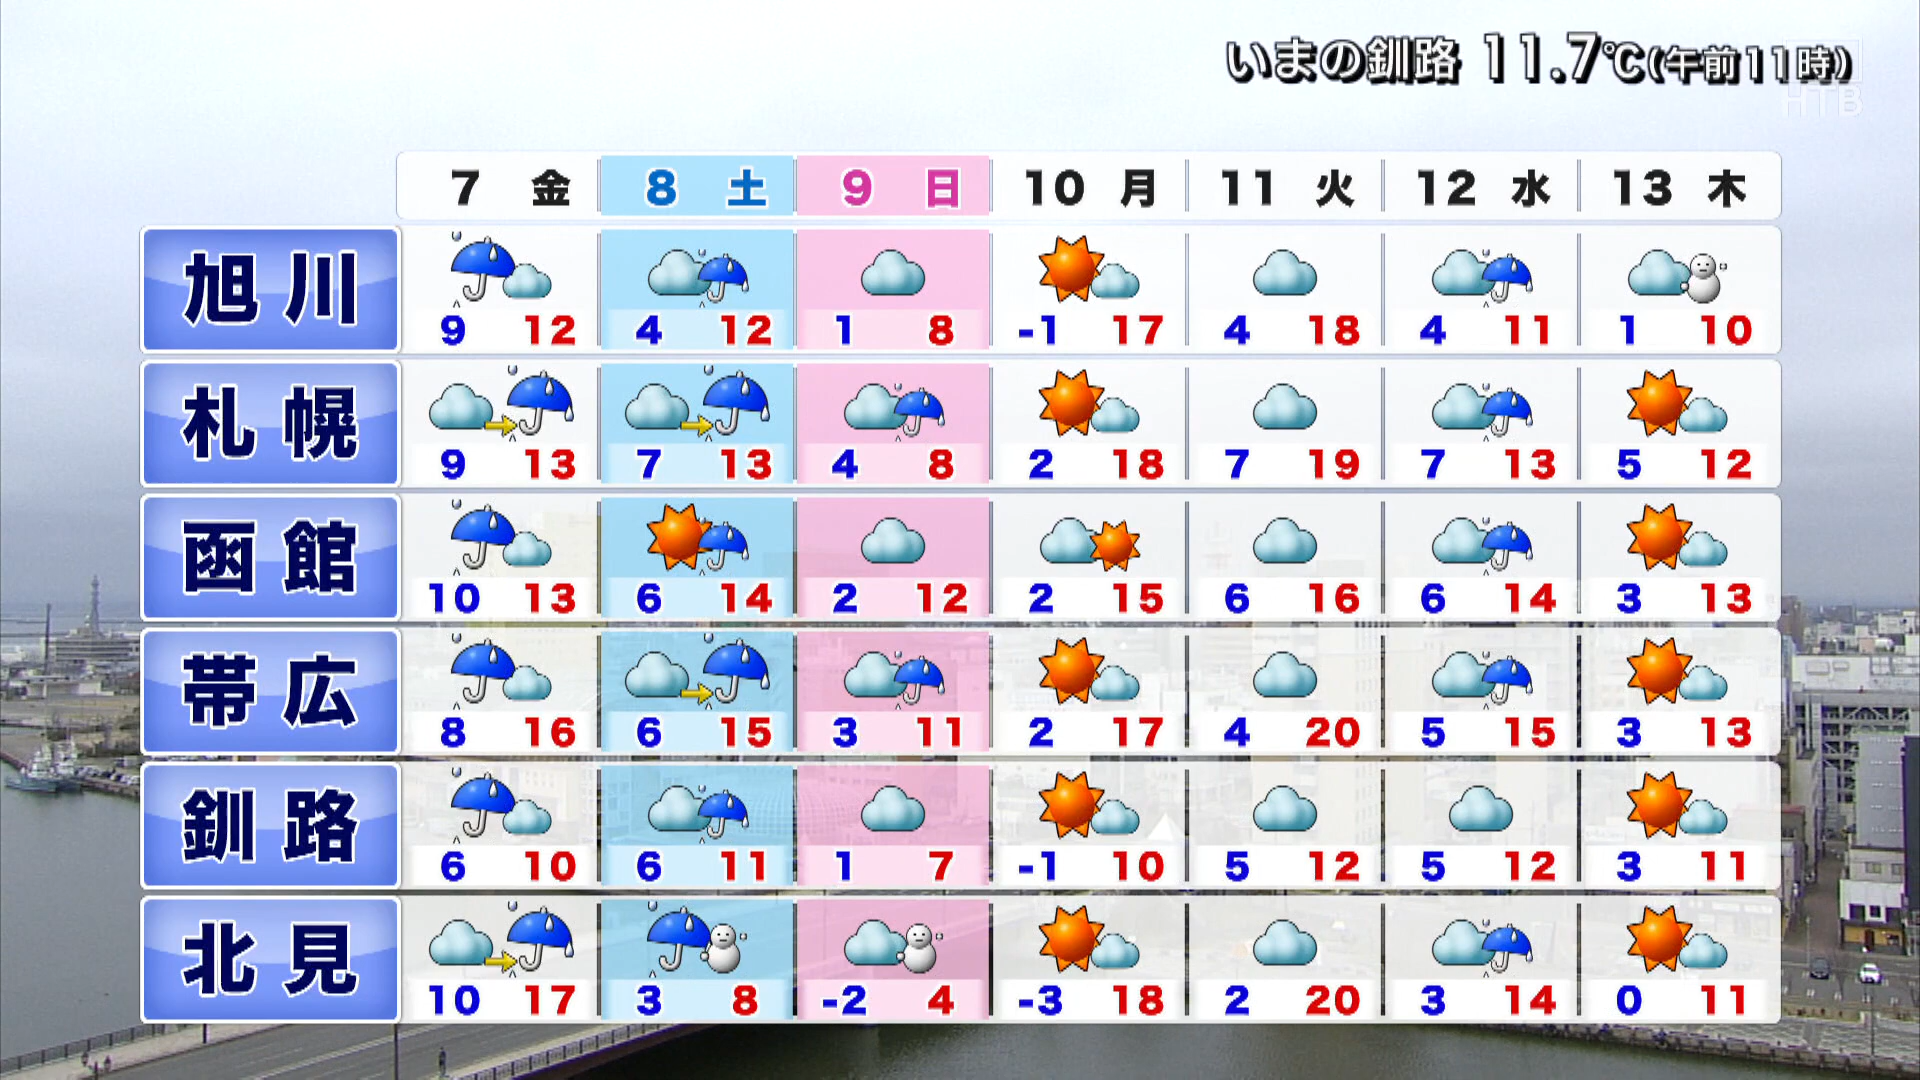 いまの釧路 11.7℃(午前11時)
HTB
7 金 8 土 9 日 10 月 11 火 12 水 13 木
旭川 9 12 4 12 1 8 -1 17 4 18 4 11 1 10
札幌 9 13 7 13 4 8 2 18 7 19 7 13 5 12
函館 10 13 6 14 2 12 2 15 6 16 6 14 3 13
帯広 8 16 6 15 3 11 2 17 4 20 5 15 3 13
釧路 6 10 6 11 1 7 -1 10 5 12 5 12 3 11
北見 10 17 3 8 -2 4 -3 18 2 20 3 14 0 11